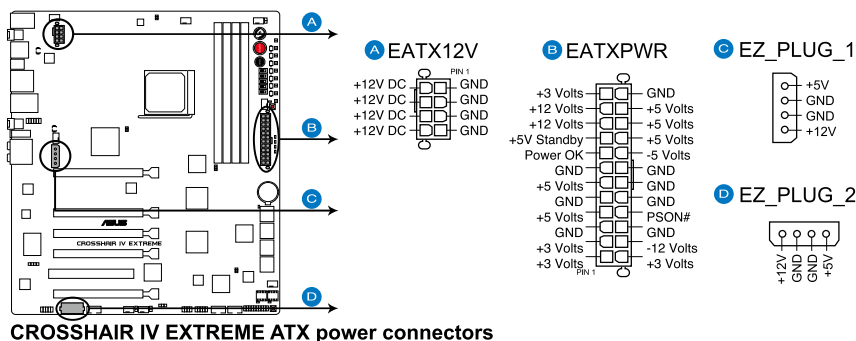 A
B
C
D
ASUS
CROSSHAIR IV EXTREME
A EATX12V
PIN 1
+12V DC GND
+12V DC GND
+12V DC GND
+12V DC GND
B EATXPWR
+3 Volts GND
+12 Volts +5 Volts
+12 Volts +5 Volts
+5V Standby +5 Volts
Power OK -5 Volts
GND GND
+5 Volts GND
GND GND
+5 Volts PSON#
GND GND
+3 Volts -12 Volts
+3 Volts +3 Volts
PIN 1
C EZ_PLUG_1
+5V
GND
GND
+12V
D EZ_PLUG_2
+12V
GND
GND
+5V
CROSSHAIR IV EXTREME ATX power connectors